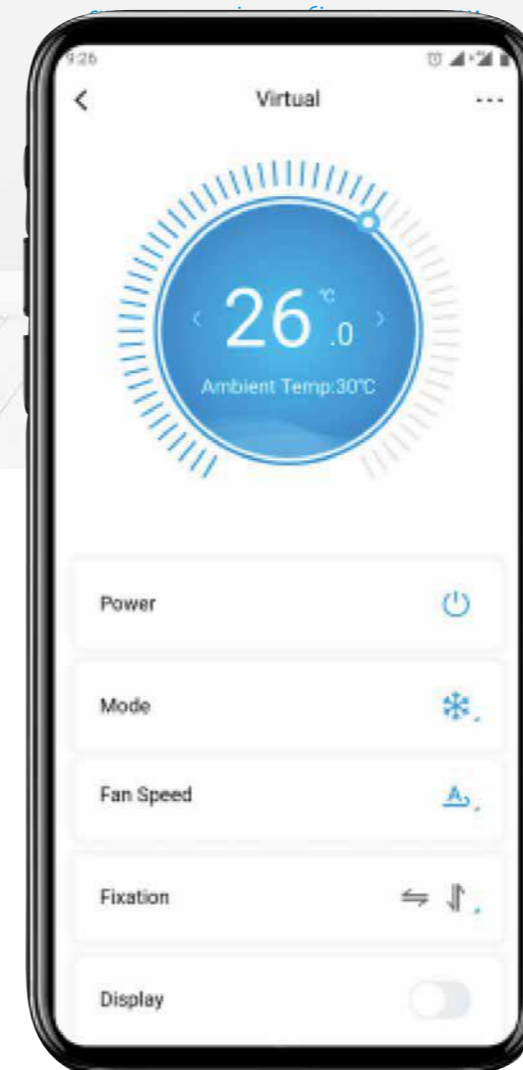 9:26
Virtual
26 °C .0
Ambient Temp:30°C
Power
Mode
Fan Speed
A
Fixation
Display